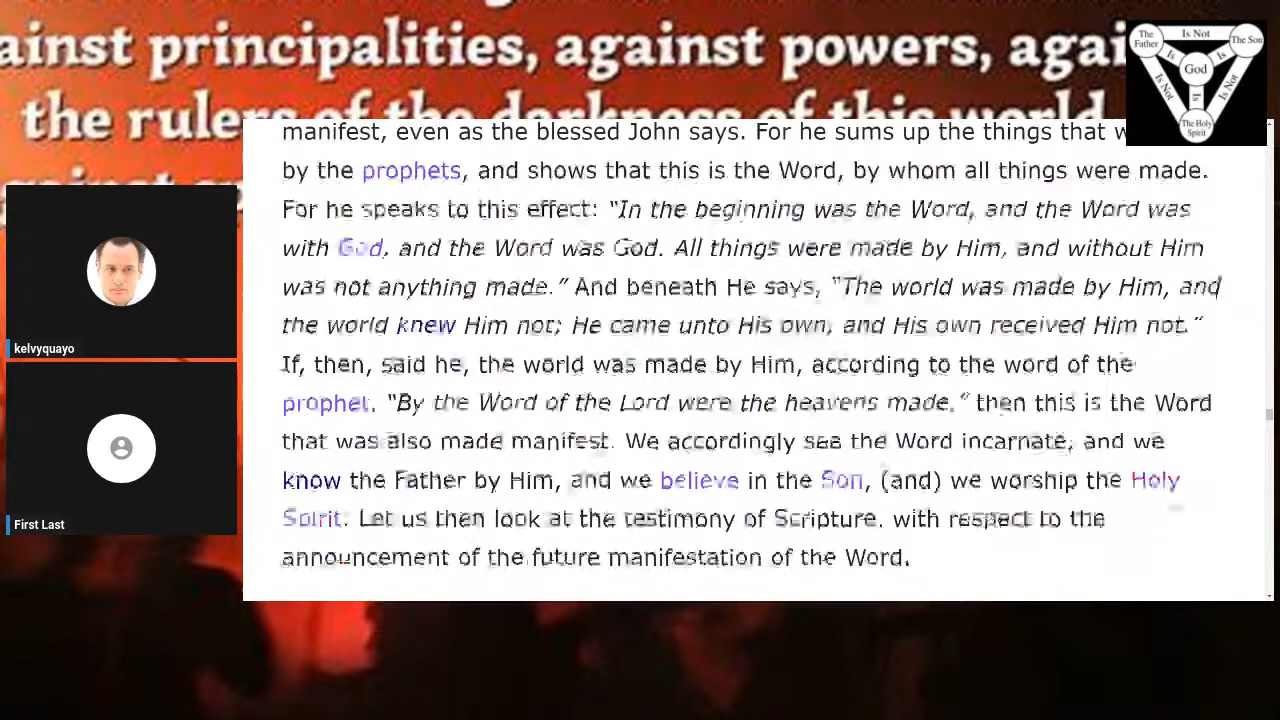 ainst principalities, against powers, agai
the rulers of the darkness of this world
The Father
Is Not
The Son
Is
God
Is
Is Not
Is
Is Not
The Holy Spirit
manifest, even as the blessed John says. For he sums up the things that w
by the prophets, and shows that this is the Word, by whom all things were made.
For he speaks to this effect: “In the beginning was the Word, and the Word was
with God, and the Word was God. All things were made by Him, and without Him
was not anything made.” And beneath He says, “The world was made by Him, and
the world knew Him not; He came unto His own, and His own received Him not.”
If, then, said he, the world was made by Him, according to the word of the
prophet, “By the Word of the Lord were the heavens made,” then this is the Word
that was also made manifest. We accordingly see the Word incarnate, and we
know the Father by Him, and we believe in the Son, (and) we worship the Holy
Spirit. Let us then look at the testimony of Scripture, with respect to the
announcement of the future manifestation of the Word.
kelvyquayo
First Last